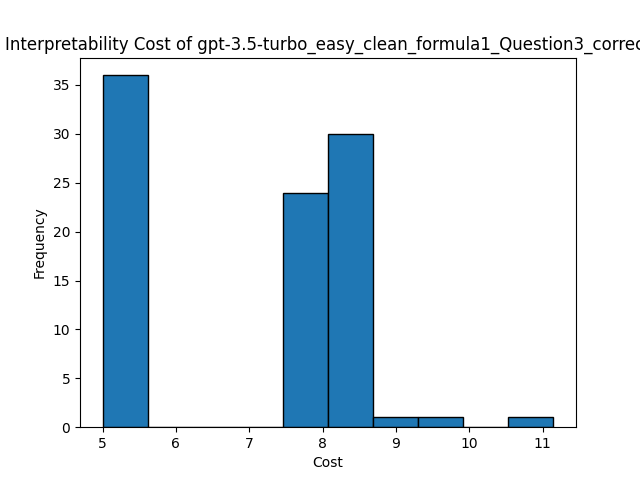 Interpretability Cost of gpt-3.5-turbo_easy_clean_formula1_Question3_correc
35
30
25
20
15
10
5
0
Frequency
5 6 7 8 9 10 11
Cost